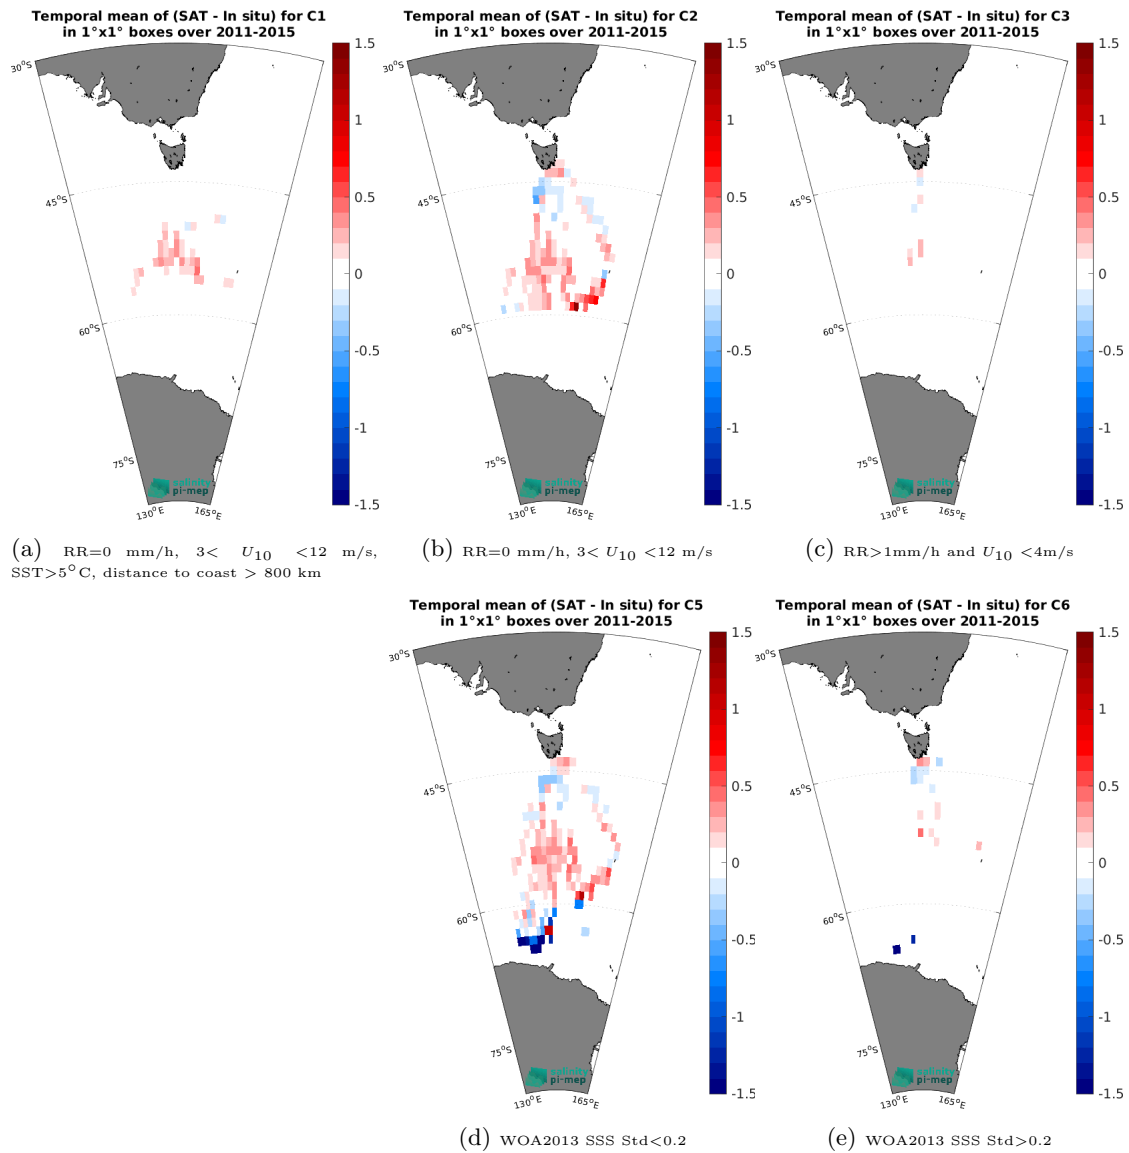 Temporal mean of (SAT - In situ) for C1
in 1°x1° boxes over 2011-2015
30°S
45°S
60°S
75°S
130°E
165°E
1.5
1
0.5
0
-0.5
-1
-1.5
salinity
pi-mep
(a) RR=0 mm/h, 3< U10 <12 m/s,
SST>5°C, distance to coast > 800 km
Temporal mean of (SAT - In situ) for C2
in 1°x1° boxes over 2011-2015
30°S
45°S
60°S
75°S
130°E
165°E
1.5
1
0.5
0
-0.5
-1
-1.5
salinity
pi-mep
(b) RR=0 mm/h, 3< U10 <12 m/s
Temporal mean of (SAT - In situ) for C3
in 1°x1° boxes over 2011-2015
30°S
45°S
60°S
75°S
130°E
165°E
1.5
1
0.5
0
-0.5
-1
-1.5
salinity
pi-mep
(c) RR>1mm/h and U10 <4m/s
Temporal mean of (SAT - In situ) for C5
in 1°x1° boxes over 2011-2015
30°S
45°S
60°S
75°S
130°E
165°E
1.5
1
0.5
0
-0.5
-1
-1.5
salinity
pi-mep
(d) WOA2013 SSS Std<0.2
Temporal mean of (SAT - In situ) for C6
in 1°x1° boxes over 2011-2015
30°S
45°S
60°S
75°S
130°E
165°E
1.5
1
0.5
0
-0.5
-1
-1.5
salinity
pi-mep
(e) WOA2013 SSS Std>0.2